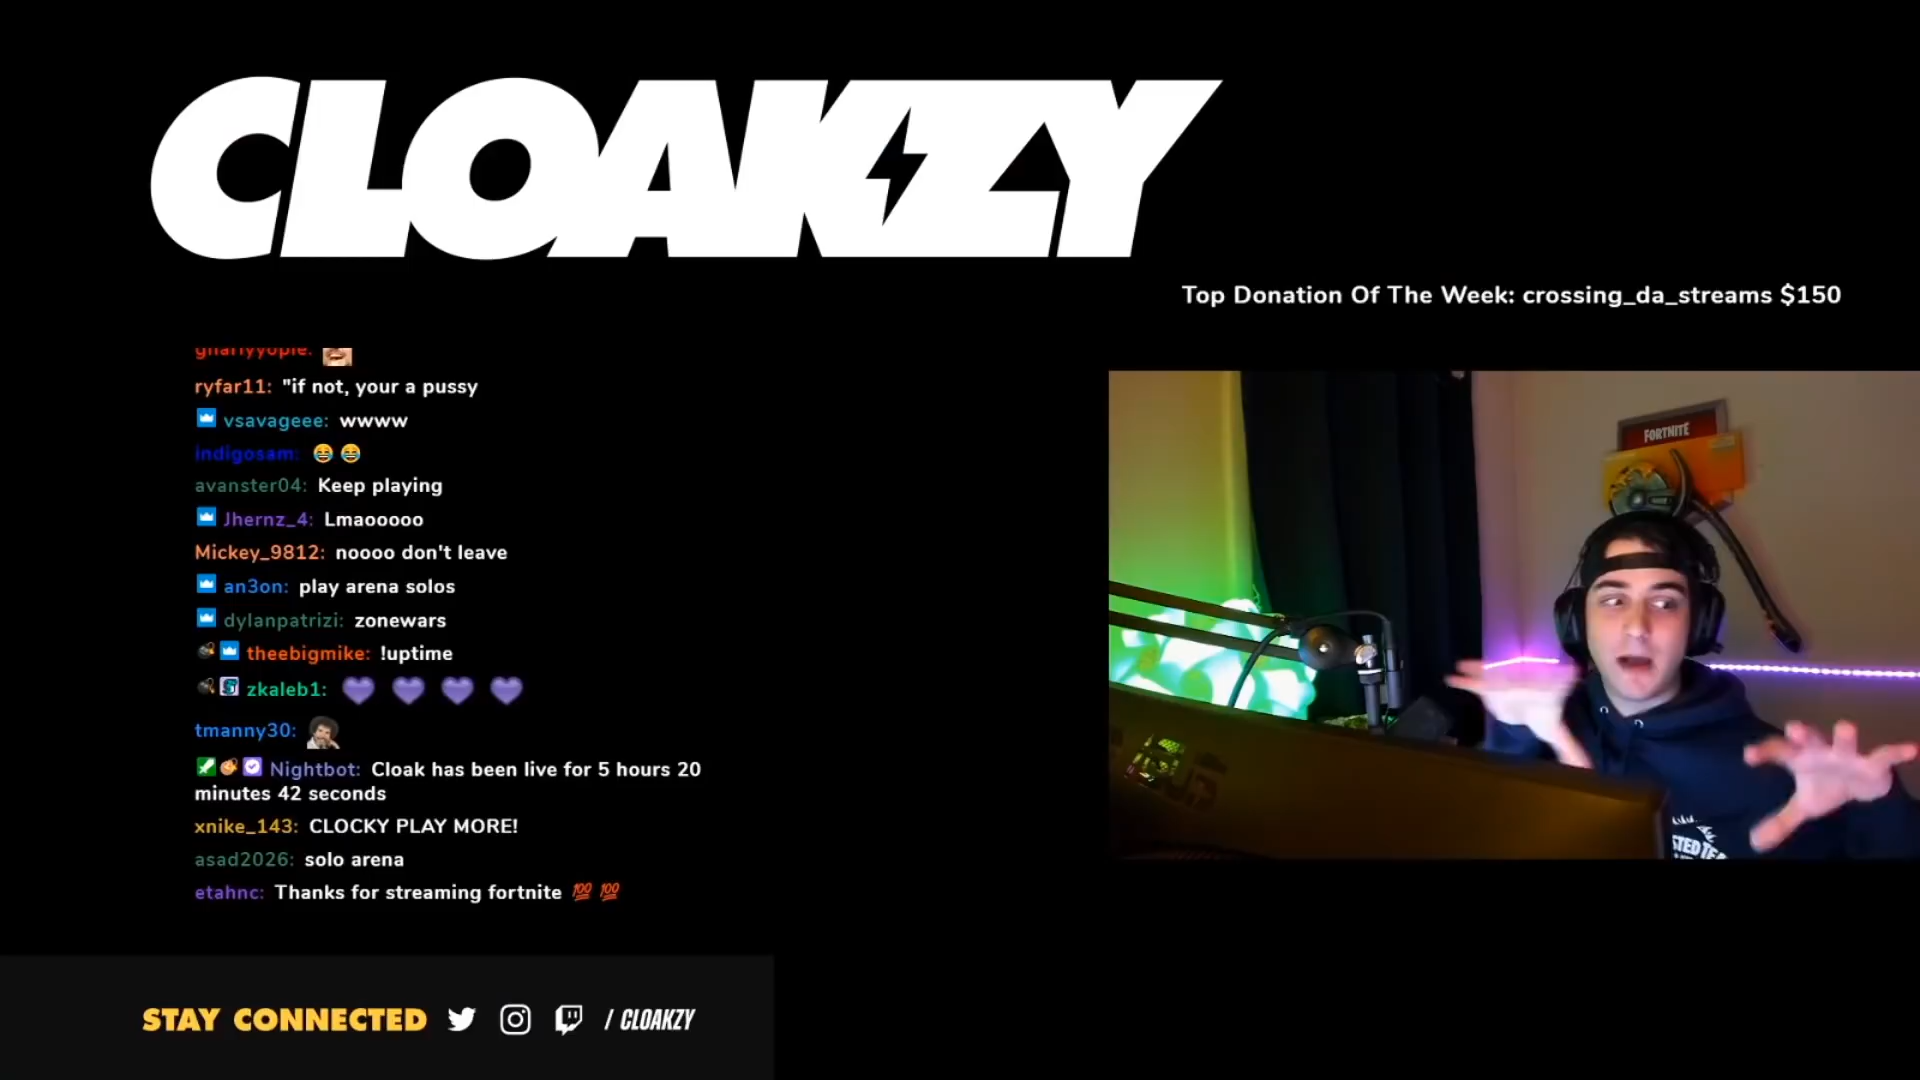 CLOAKZY
Top Donation Of The Week: crossing_da_streams $150
ryfar11: "if not, your a pussy
vsavageee: wwww
indigosam: 😂 😂
avanster04: Keep playing
Jhernz_4: Lmaooooo
Mickey_9812: noooo don't leave
an3on: play arena solos
dylanpatrizi: zonewars
theebigmike: !uptime
zkaleb1:
tmanny30:
Nightbot: Cloak has been live for 5 hours 20
minutes 42 seconds
xnike_143: CLOCKY PLAY MORE!
asad2026: solo arena
etahnc: Thanks for streaming fortnite 💯 💯
FORTNITE
STAY CONNECTED / CLOAKZY